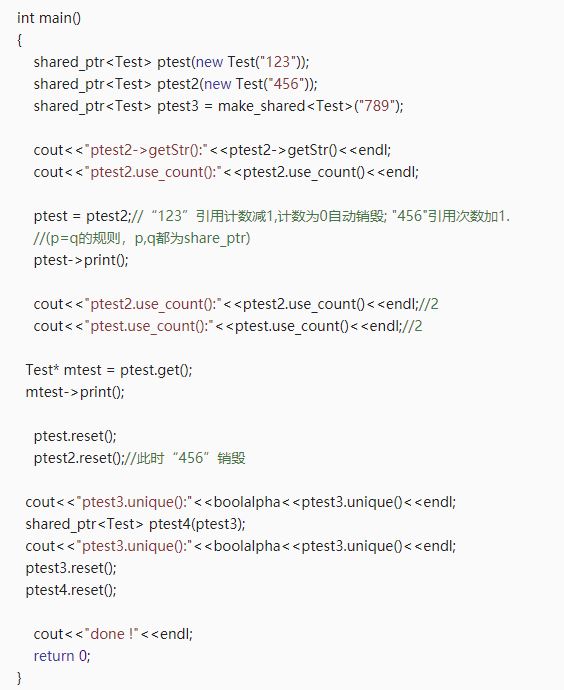 int main()
{
    shared_ptr<Test> ptest(new Test("123"));
    shared_ptr<Test> ptest2(new Test("456"));
    shared_ptr<Test> ptest3 = make_shared<Test>("789");

    cout<<"ptest2->getStr():"<<ptest2->getStr()<<endl;
    cout<<"ptest2.use_count():"<<ptest2.use_count()<<endl;

    ptest = ptest2;//“123”引用计数减1,计数为0自动销毁; "456"引用次数加1.
    //(p=q的规则，p,q都为share_ptr)
    ptest->print();

    cout<<"ptest2.use_count():"<<ptest2.use_count()<<endl;//2
    cout<<"ptest.use_count():"<<ptest.use_count()<<endl;//2

  Test* mtest = ptest.get();
  mtest->print();

    ptest.reset();
    ptest2.reset();//此时“456”销毁

  cout<<"ptest3.unique():"<<boolalpha<<ptest3.unique()<<endl;
  shared_ptr<Test> ptest4(ptest3);
  cout<<"ptest3.unique():"<<boolalpha<<ptest3.unique()<<endl;
  ptest3.reset();
  ptest4.reset();

    cout<<"done !"<<endl;
    return 0;
}